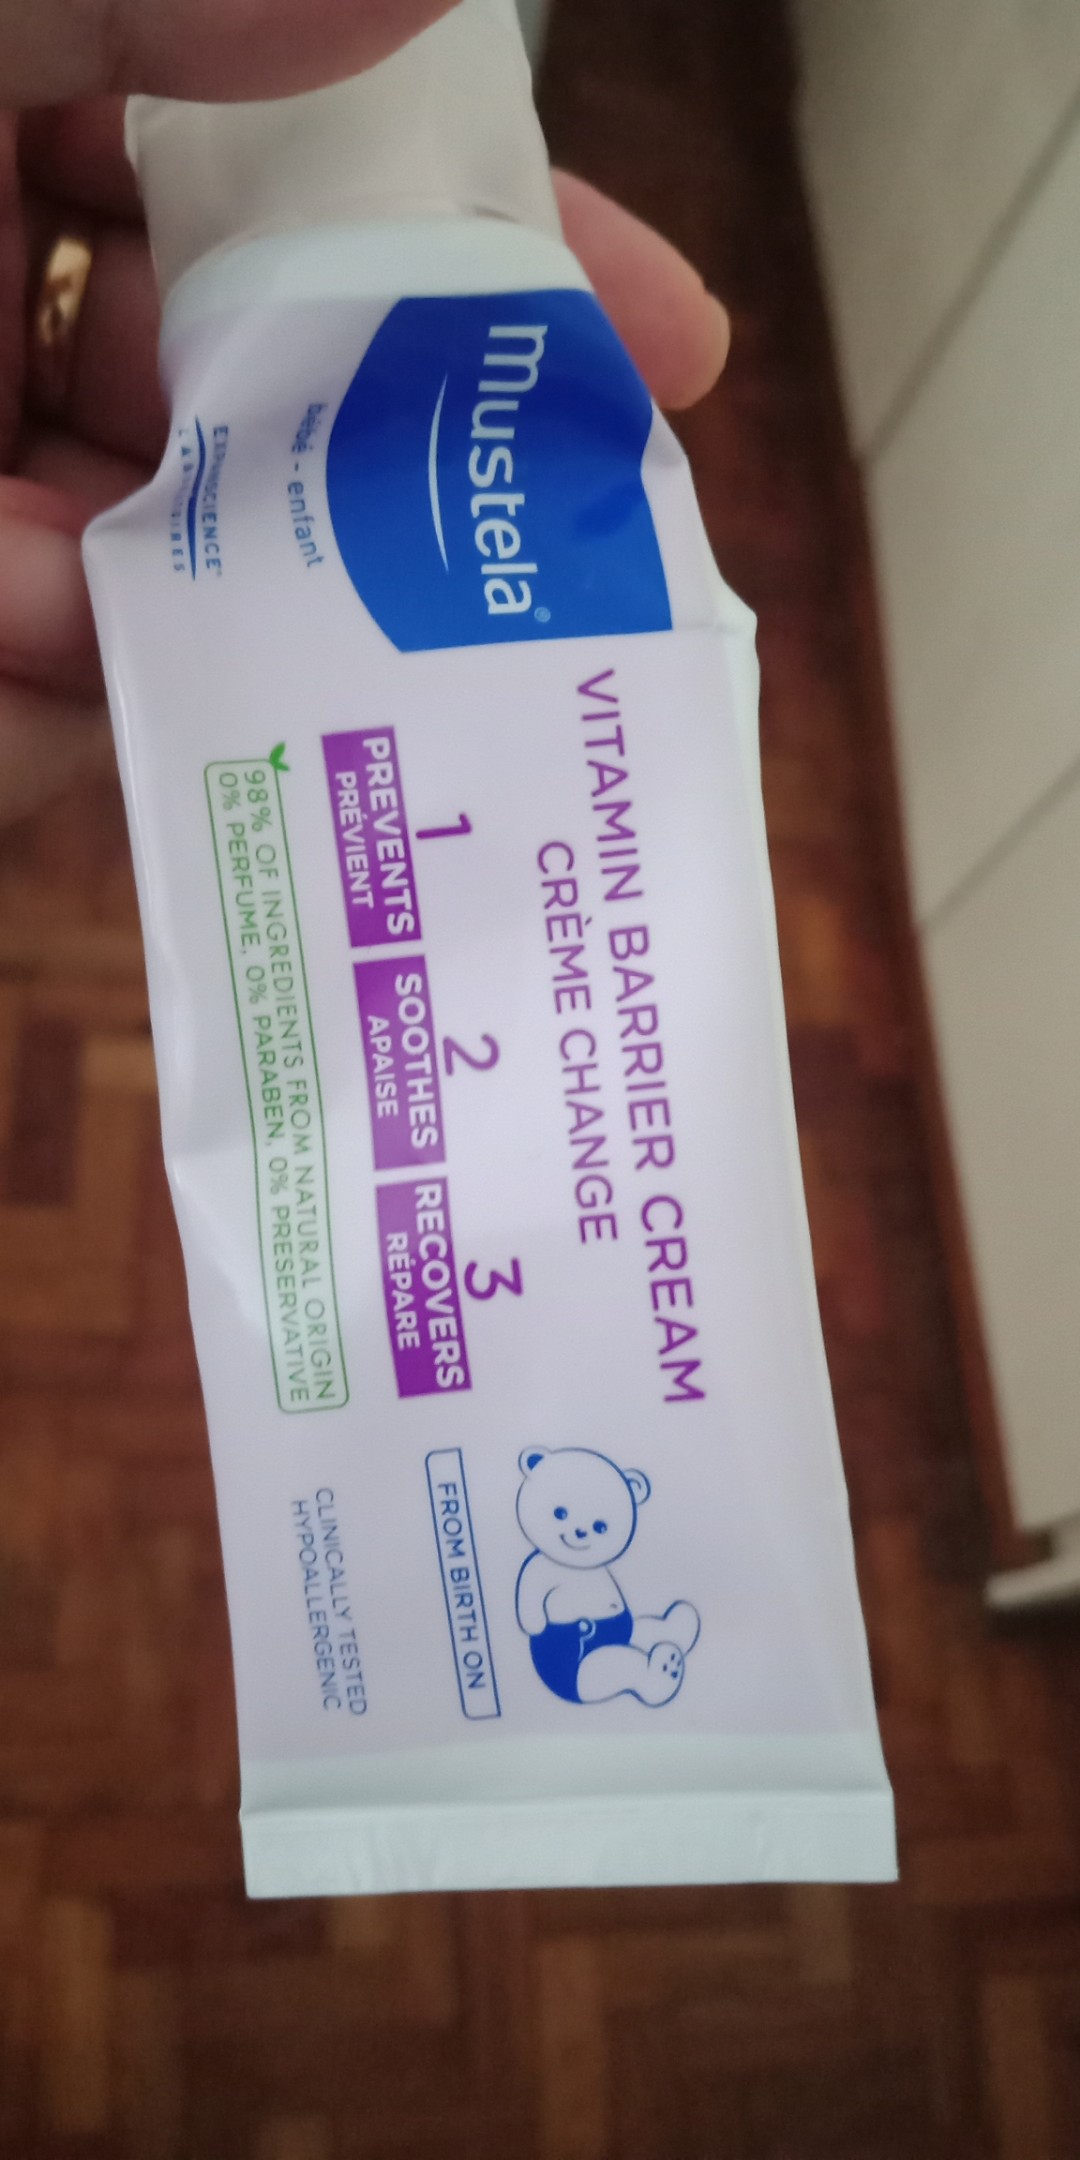 mustela®
bébé - enfant
EXPANSCIENCE®
LABORATOIRES
VITAMIN BARRIER CREAM
CRÈME CHANGE
1
PREVENTS
PRÉVIENT
2
SOOTHES
APAISE
3
RECOVERS
RÉPARE
98% OF INGREDIENTS FROM NATURAL ORIGIN
0% PERFUME, 0% PARABEN, 0% PRESERVATIVE
FROM BIRTH ON
CLINICALLY TESTED
HYPOALLERGENIC